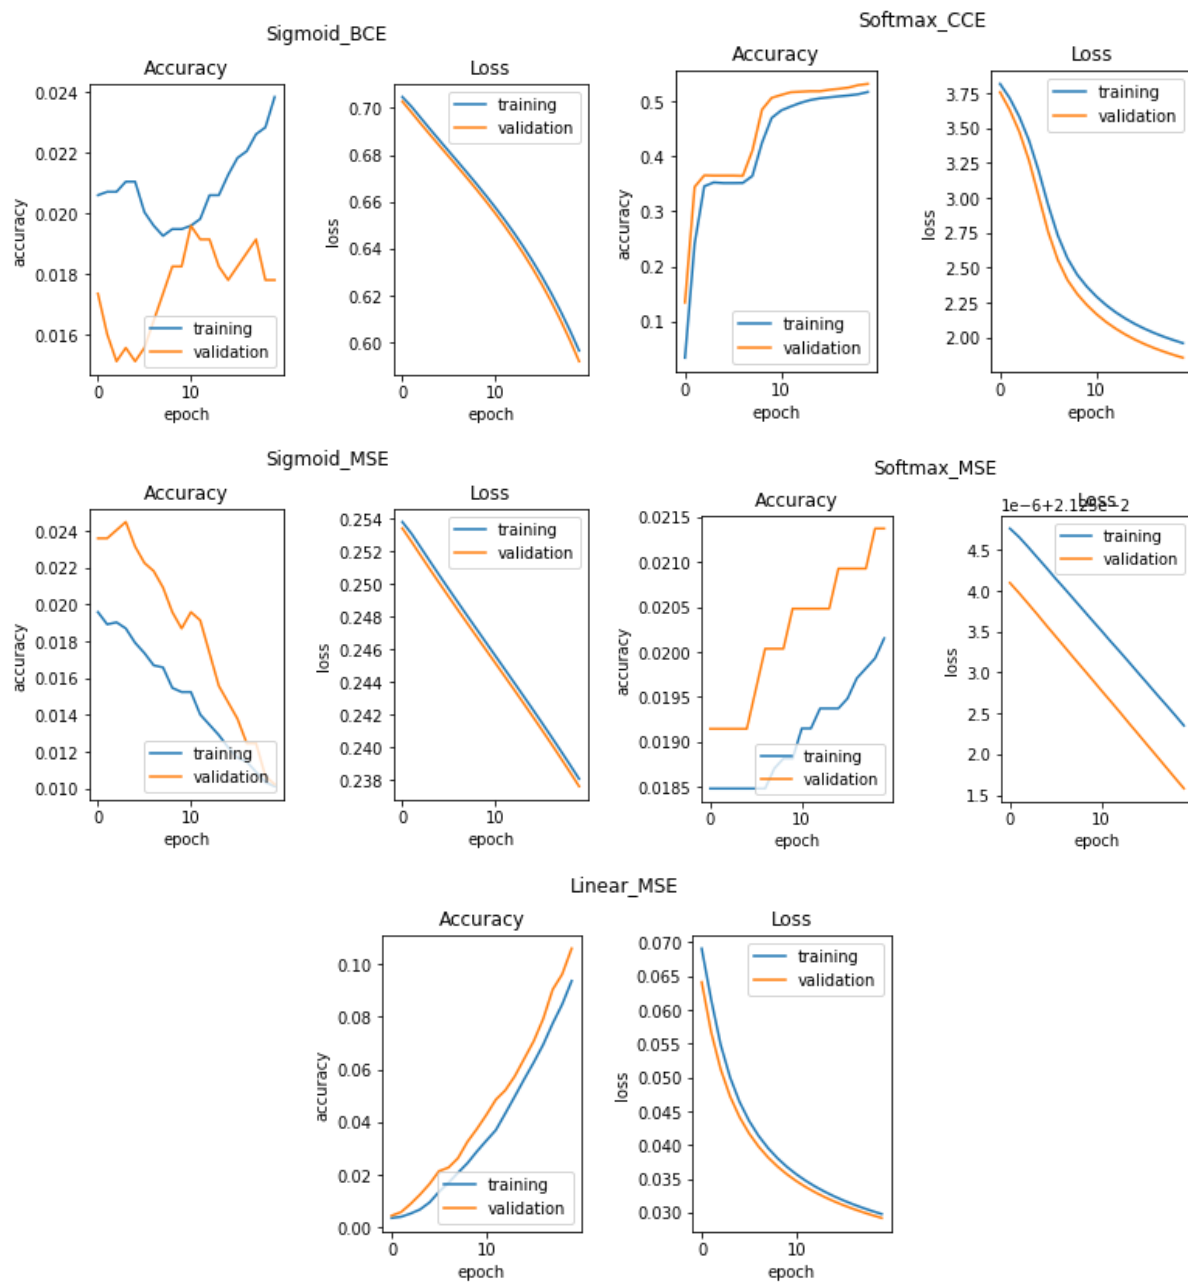 Sigmoid_BCE
Accuracy
0.024
0.022
0.020
0.018
0.016
accuracy
training
validation
0
10
epoch
Loss
0.70
0.68
0.66
0.64
0.62
0.60
loss
training
validation
0
10
epoch
Softmax_CCE
Accuracy
0.5
0.4
0.3
0.2
0.1
accuracy
training
validation
0
10
epoch
Loss
3.75
3.50
3.25
3.00
2.75
2.50
2.25
2.00
loss
training
validation
0
10
epoch
Sigmoid_MSE
Accuracy
0.024
0.022
0.020
0.018
0.016
0.014
0.012
0.010
accuracy
training
validation
0
10
epoch
Loss
0.254
0.252
0.250
0.248
0.246
0.244
0.242
0.240
0.238
loss
training
validation
0
10
epoch
Softmax_MSE
Accuracy
0.0215
0.0210
0.0205
0.0200
0.0195
0.0190
0.0185
accuracy
training
validation
0
10
epoch
Loss
1e−6+2.125e−2
4.5
4.0
3.5
3.0
2.5
2.0
1.5
loss
training
validation
0
10
epoch
Linear_MSE
Accuracy
0.10
0.08
0.06
0.04
0.02
0.00
accuracy
training
validation
0
10
epoch
Loss
0.070
0.065
0.060
0.055
0.050
0.045
0.040
0.035
0.030
loss
training
validation
0
10
epoch